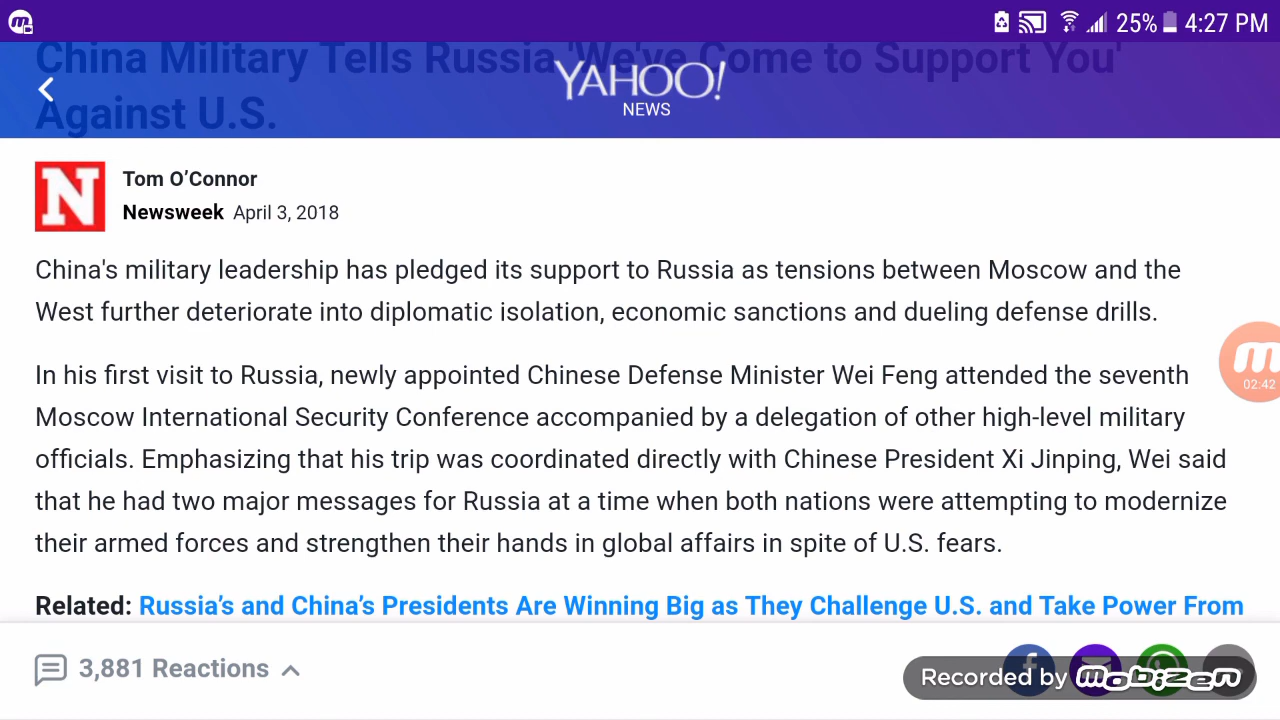 25% 4:27 PM
China Military Tells Russia 'We've Come to Support You'
Against U.S.
YAHOO!
NEWS
N
Tom O’Connor
Newsweek April 3, 2018
China's military leadership has pledged its support to Russia as tensions between Moscow and the
West further deteriorate into diplomatic isolation, economic sanctions and dueling defense drills.
In his first visit to Russia, newly appointed Chinese Defense Minister Wei Feng attended the seventh
Moscow International Security Conference accompanied by a delegation of other high-level military
officials. Emphasizing that his trip was coordinated directly with Chinese President Xi Jinping, Wei said
that he had two major messages for Russia at a time when both nations were attempting to modernize
their armed forces and strengthen their hands in global affairs in spite of U.S. fears.
02:42
Related: Russia’s and China’s Presidents Are Winning Big as They Challenge U.S. and Take Power From
3,881 Reactions
Recorded by mobizen